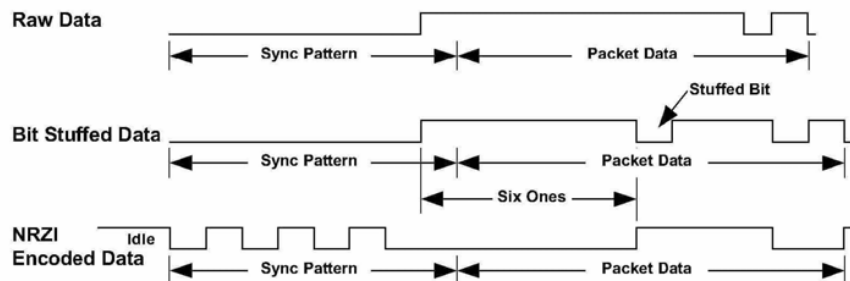 Raw Data
Sync Pattern
Packet Data
Stuffed Bit
Bit Stuffed Data
Sync Pattern
Packet Data
Six Ones
NRZI
Encoded Data
Idle
Sync Pattern
Packet Data